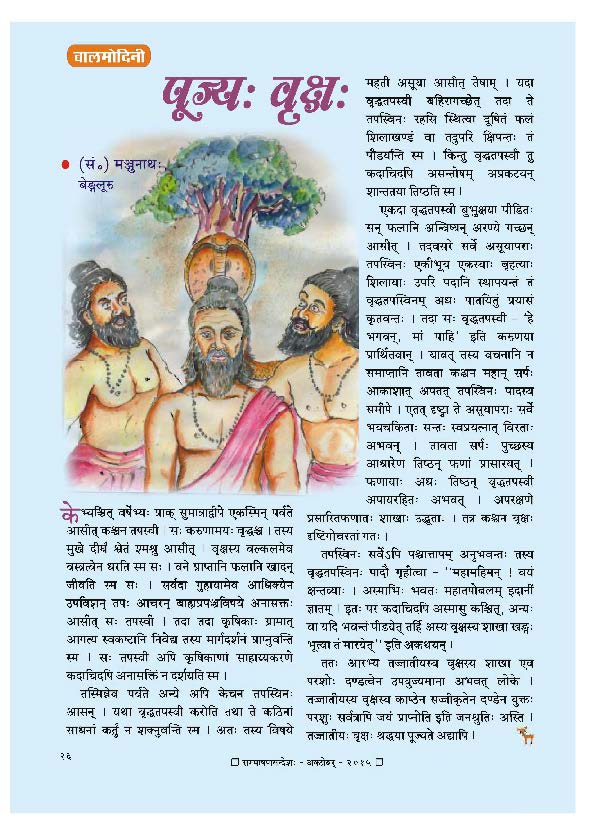 बालमोदिनी
पूज्यः वृक्षः
(सं॰) मञ्जुनाथः
बेङ्गलूरु
केभ्यश्चित् वर्षेभ्यः प्राक् सुमात्राद्वीपे एकस्मिन् पर्वते
आसीत् कश्चन तपस्वी । सः करुणामयः वृद्धश्च । तस्य
मुखे दीर्घं श्वेतं श्मश्रु आसीत् । वृक्षस्य वल्कलमेव
वस्त्रत्वेन धरति स्म सः । वने प्राप्तानि फलानि खादन्
जीवति स्म सः । सर्वदा गुहायामेव आधिक्येन
उपविशन् तपः आचरन् बाह्यप्रपञ्चविषये अनासक्तः
आसीत् सः तपस्वी । तदा तदा कृषिकाः ग्रामात्
आगत्य स्वकष्टानि निवेद्य तस्य मार्गदर्शनं प्राप्नुवन्ति
स्म । सः तपस्वी अपि कृषिकाणां साहाय्यकरणे
कदाचिदपि अनासक्तिं न दर्शयति स्म ।
तस्मिन्नेव पर्वते अन्ये अपि केचन तपस्विनः
आसन् । यथा वृद्धतपस्वी करोति तथा ते कठिनां
साधनां कर्तुं न शक्नुवन्ति स्म । अतः तस्य विषये
महती असूया आसीत् तेषाम् । यदा
वृद्धतपस्वी बहिरागच्छेत् तदा ते
तपस्विनः रहसि स्थित्वा दूषितं फलं
शिलाखण्डं वा तदुपरि क्षिपन्तः तं
पीडयन्ति स्म । किन्तु वृद्धतपस्वी तु
कदाचिदपि असन्तोषम् अप्रकटयन्
शान्ततया तिष्ठति स्म ।
एकदा वृद्धतपस्वी बुभुक्षया पीडितः
सन् फलानि अन्विष्यन् अरण्ये गच्छन्
आसीत् । तदवसरे सर्वे असूयापराः
तपस्विनः एकीभूय एकस्याः बृहत्याः
शिलायाः उपरि पदानि स्थापयन्तं तं
वृद्धतपस्विनम् अधः पातयितुं प्रयासं
कृतवन्तः । तदा सः वृद्धतपस्वी - ‘हे
भगवन्, मां पाहि’ इति करुणया
प्रार्थितवान् । यावत् तस्य वचनानि न
समाप्तानि तावता कश्चन महान् सर्पः
आकाशात् अपतत् तपस्विनः पादस्य
समीपे । एतत् दृष्ट्वा ते असूयापराः सर्वे
भयचकिताः सन्तः स्वप्रयत्नात् विरताः
अभवन् । तावता सर्पः पुच्छस्य
आधारेण तिष्ठन् फणां प्रासारयत् ।
फणायाः अधः तिष्ठन् वृद्धतपस्वी
अपायरहितः अभवत् । अपरक्षणे
प्रसारितफणातः शाखाः उद्भूताः । तत्र कश्चन वृक्षः
दृष्टिगोचरतां गतः ।
तपस्विनः सर्वेऽपि पश्चात्तापम् अनुभवन्तः तस्य
वृद्धतपस्विनः पादौ गृहीत्वा - ‘‘महामहिमन् ! वयं
क्षन्तव्याः । अस्माभिः भवतः महातपोबलम् इदानीं
ज्ञातम् । इतः परं कदाचिदपि अस्मासु कश्चित्, अन्यः
वा यदि भवन्तं पीडयेत् तर्हि अस्य वृक्षस्य शाखा खड्गः
भूत्वा तं मारयेत्’’ इति अकथयन् ।
ततः आरभ्य तज्जातीयस्य वृक्षस्य शाखा एव
परशोः दण्डत्वेन उपयुज्यमाना अभवत् लोके ।
तज्जातीयस्य वृक्षस्य काष्ठेन सज्जीकृतेन दण्डेन युक्तः
परशुः सर्वत्रापि जयं प्राप्नोति इति जनश्रुतिः अस्ति ।
तज्जातीयः वृक्षः श्रद्धया पूज्यते अद्यापि ।
२६
सम्भाषणसन्देशः - अक्टोबर् - २०१५